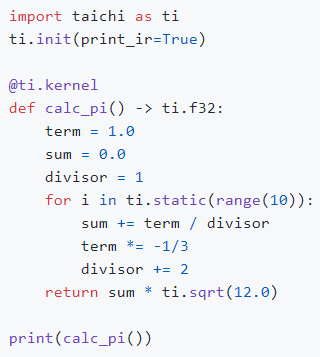 import taichi as ti
ti.init(print_ir=True)

@ti.kernel
def calc_pi() -> ti.f32:
    term = 1.0
    sum = 0.0
    divisor = 1
    for i in ti.static(range(10)):
        sum += term / divisor
        term *= -1/3
        divisor += 2
    return sum * ti.sqrt(12.0)

print(calc_pi())